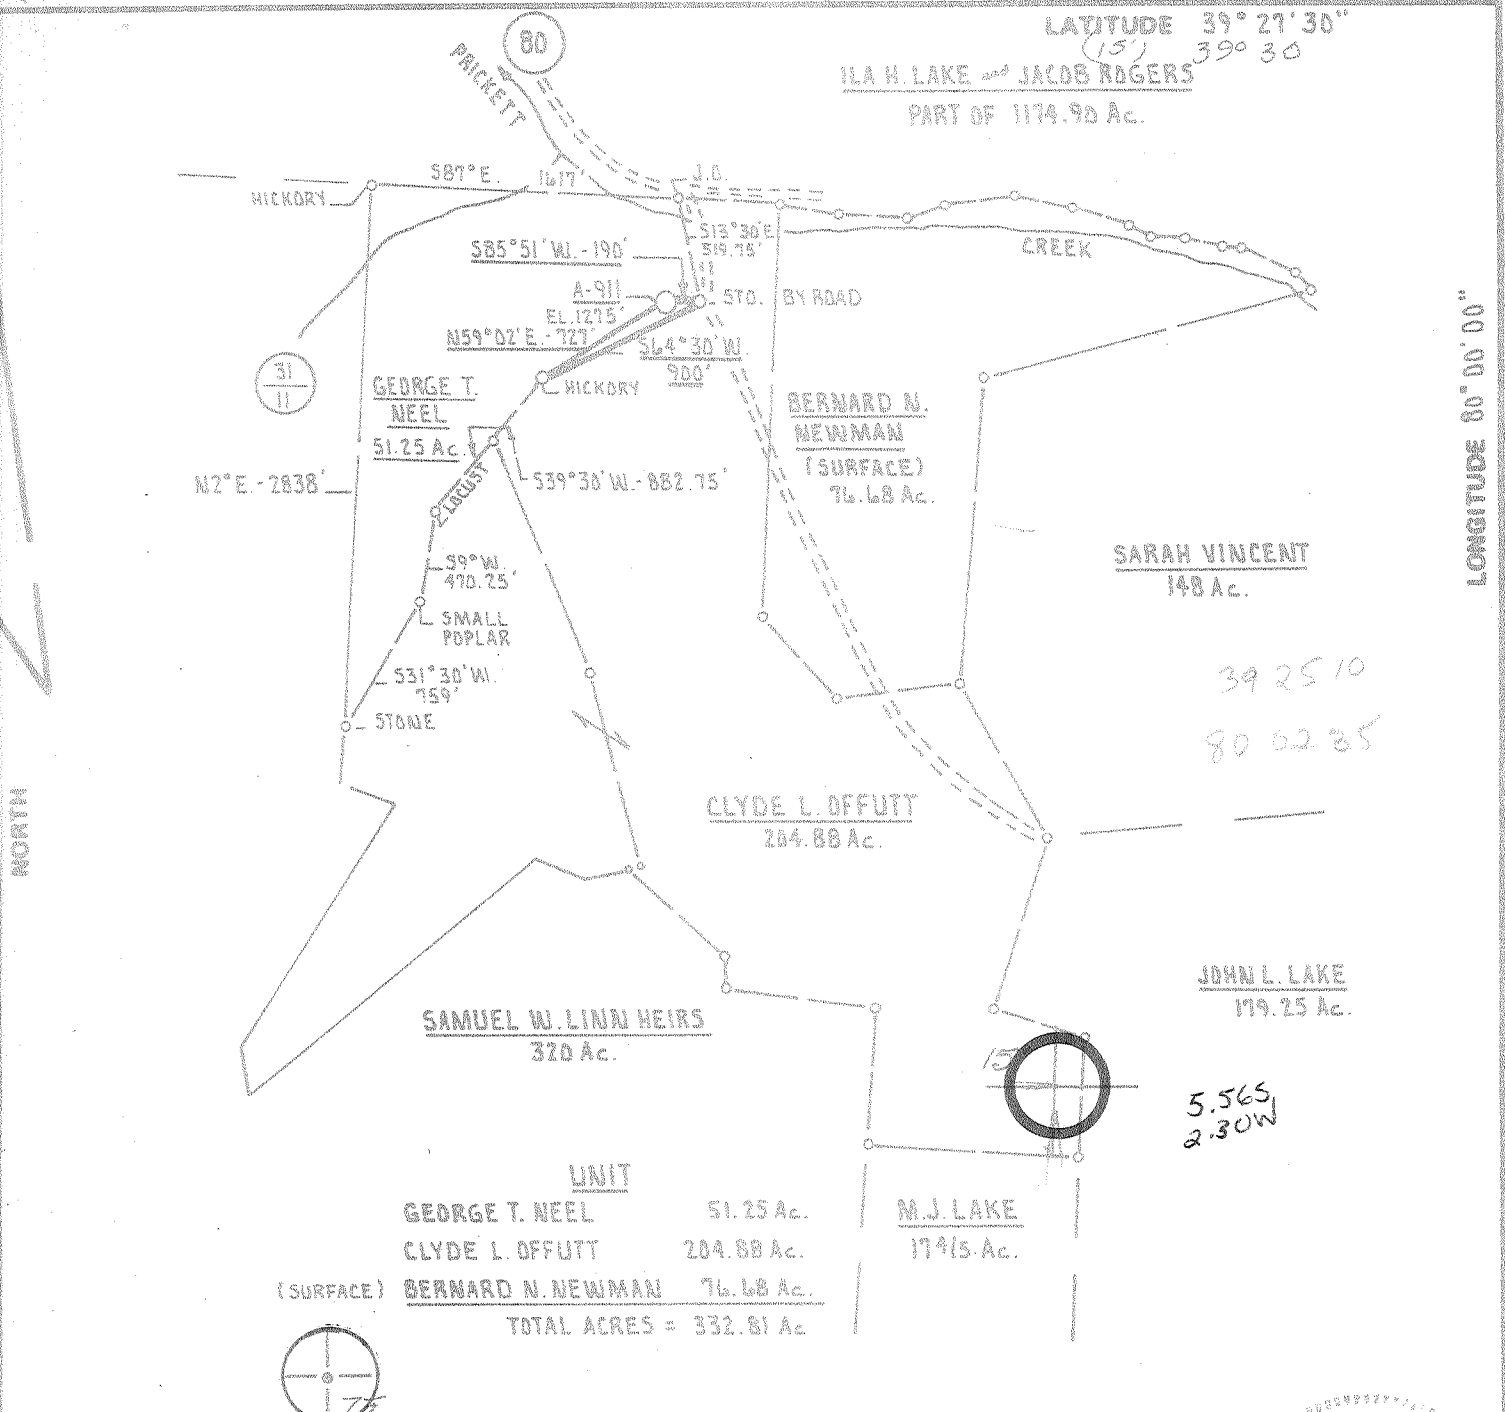 LATITUDE 39° 27' 30"
(15') 39° 30
80
PRICKETT
ILA H. LAKE and JACOB ROGERS
PART OF 1174.90 Ac.
S87°E. 1617'
J.O.
HICKORY
S13°30'E
519.75'
S85°51'W.-190'
CREEK
A-911
EL.1275'
STO. BY ROAD
N59°02'E.-727'
S64°30'W.
900'
31
11
HICKORY
GEORGE T.
NEEL
51.25 Ac.
BERNARD N.
NEWMAN
(SURFACE)
76.68 Ac.
LONGITUDE 80° 00' 00"
LOCUST
S39°30'W.-882.75'
N2°E.-2838'
S9°W.
470.25'
SMALL
POPLAR
SARAH VINCENT
148 Ac.
S31°30'W.
759'
STONE
39 25 10
80 02 35
NORTH
CLYDE L. OFFUTT
204.88 Ac.
JOHN L. LAKE
179.25 Ac.
SAMUEL W. LINN HEIRS
320 Ac.
15'
5.56S
2.30W
UNIT
GEORGE T. NEEL 51.25 Ac.
CLYDE L. OFFUTT 204.88 Ac.
(SURFACE) BERNARD N. NEWMAN 76.68 Ac.
TOTAL ACRES = 332.81 Ac
M.J. LAKE
Ac.